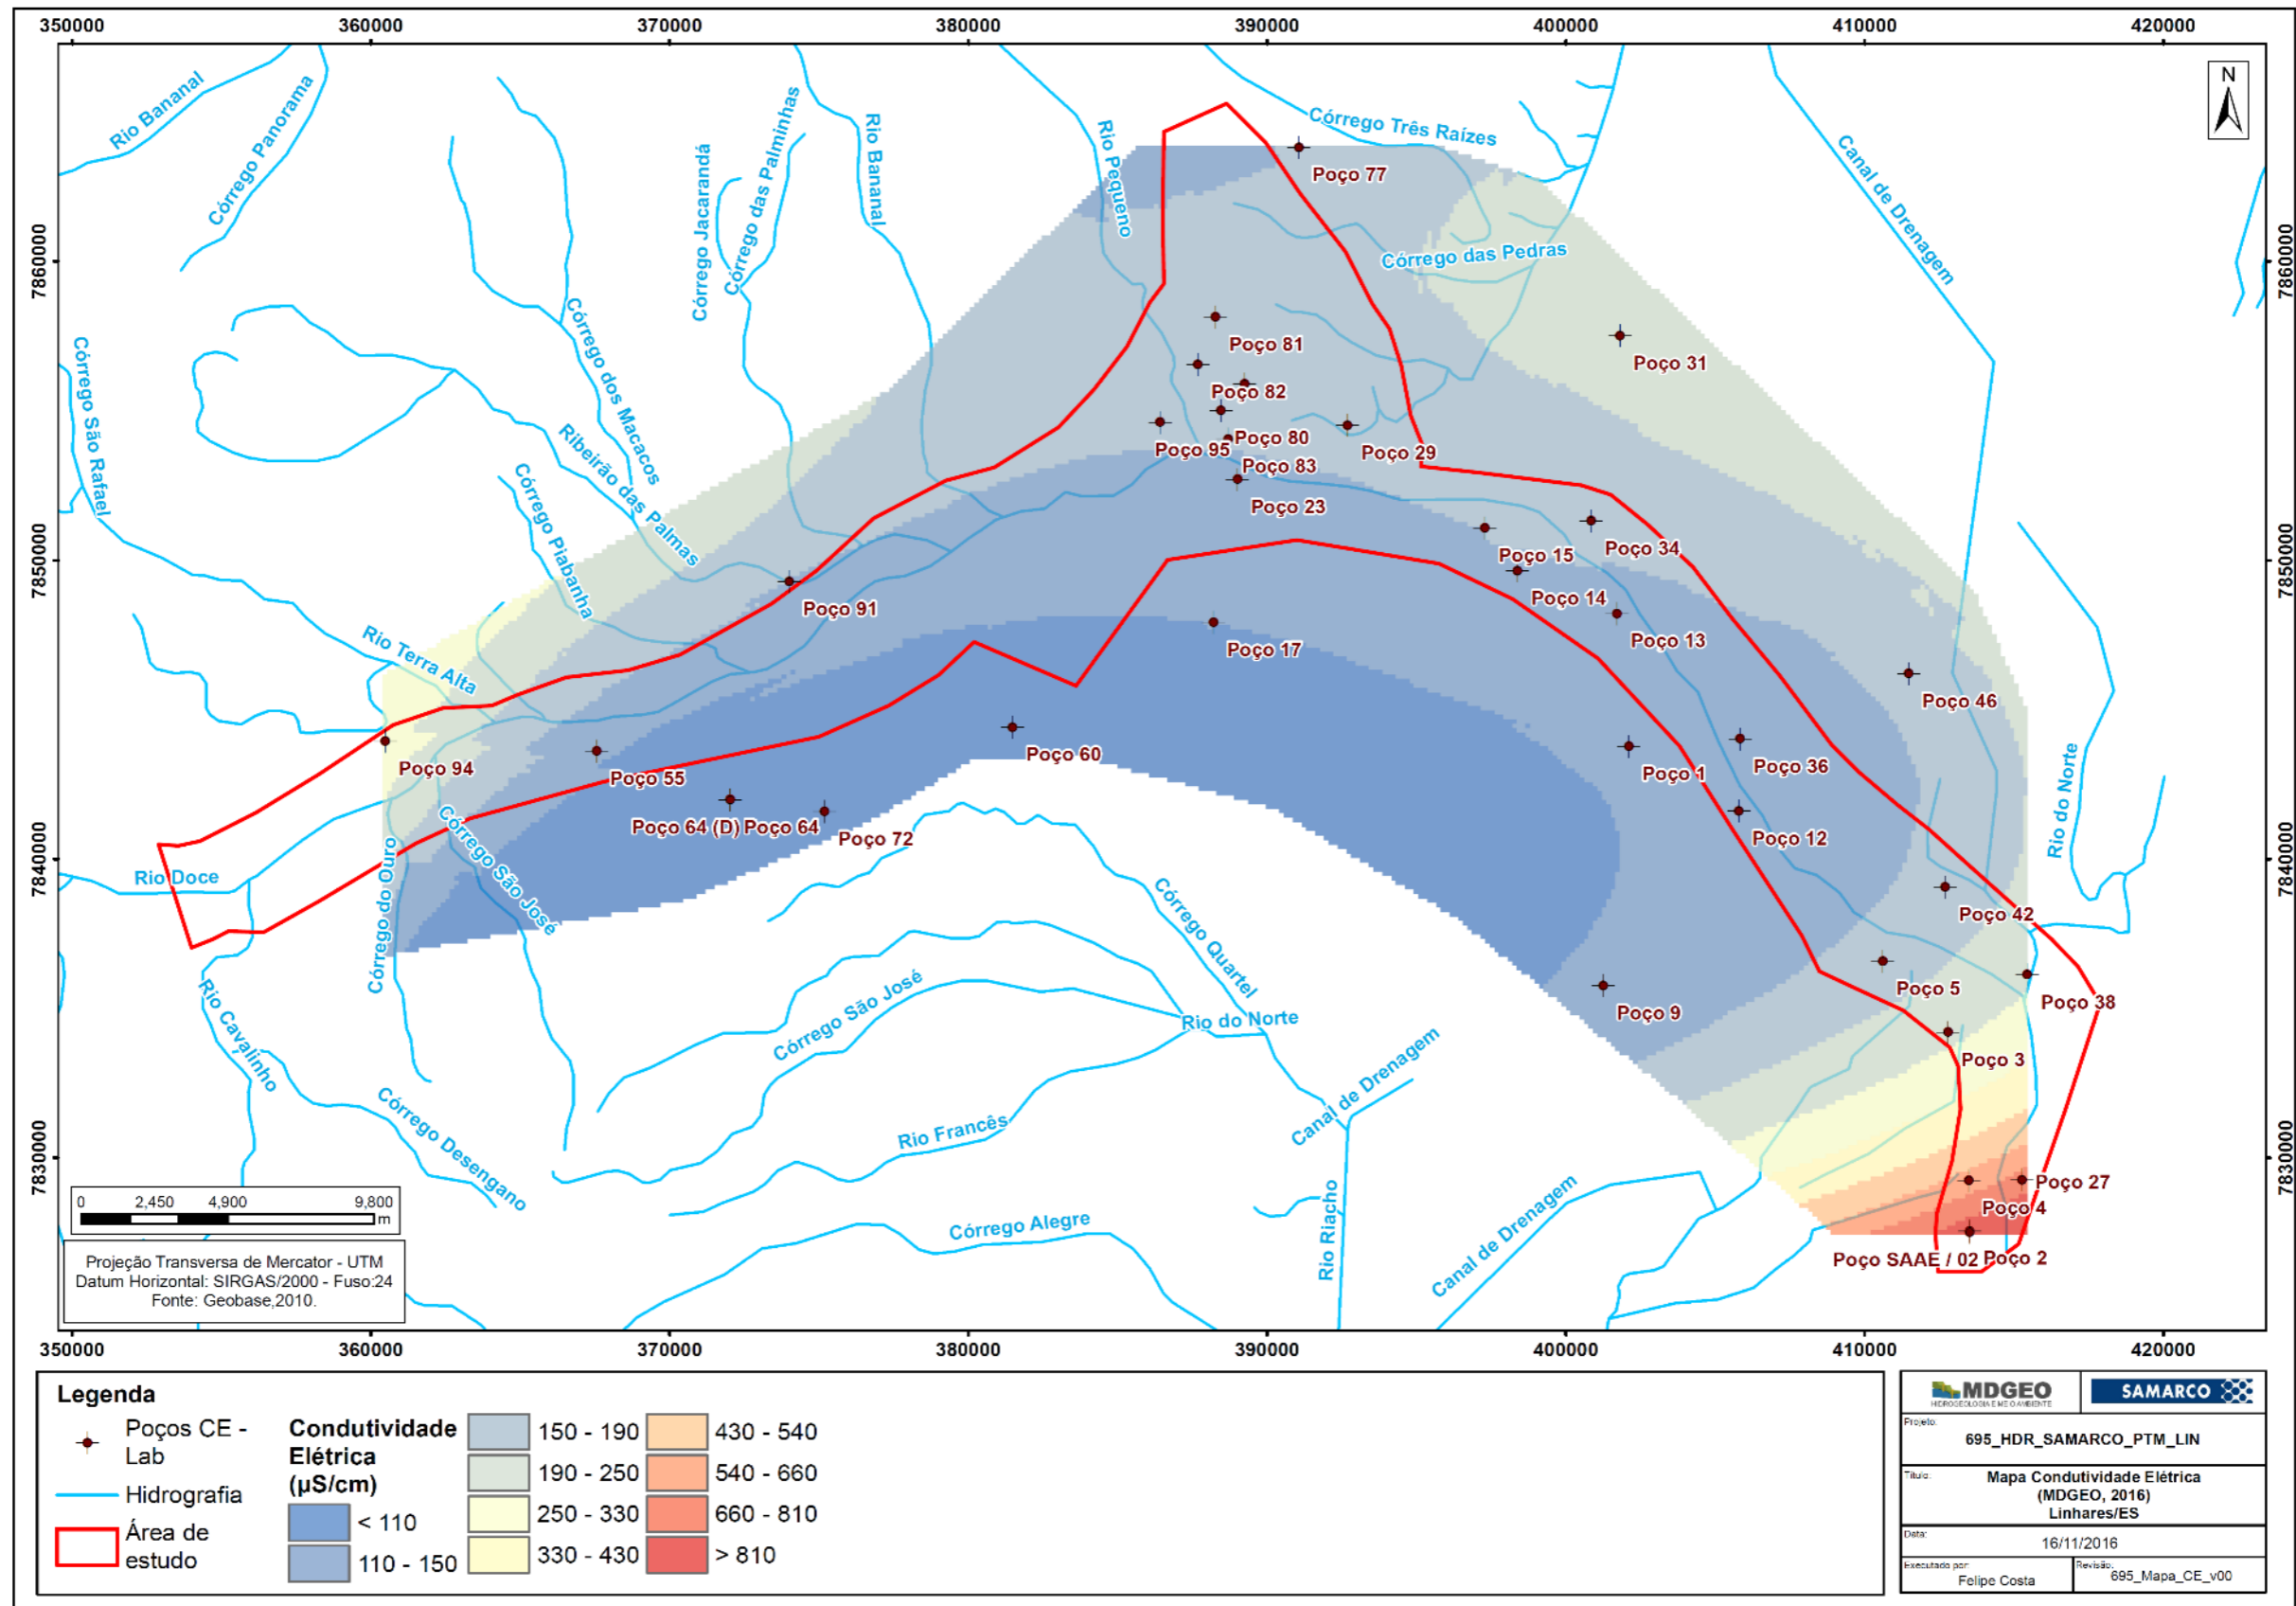 350000 360000 370000 380000 390000 400000 410000 420000
7860000
7850000
7840000
7830000
7860000
7850000
7840000
7830000
N
Rio Bananal
Córrego Panorama
Córrego Jacarandá
Córrego das Palminhas
Rio Bananal
Rio Pequeno
Córrego Três Raízes
Canal de Drenagem
Poço 77
Córrego das Pedras
Córrego São Rafael
Córrego dos Macacos
Ribeirão das Palmas
Córrego Piabanha
Poço 81
Poço 31
Poço 82
Poço 80
Poço 95
Poço 83
Poço 29
Poço 23
Poço 15
Poço 34
Poço 91
Poço 14
Poço 13
Rio Terra Alta
Poço 17
Poço 46
Poço 94
Poço 55
Poço 60
Poço 1
Poço 36
Rio do Norte
Poço 64 (D)
Poço 64
Poço 72
Poço 12
Rio Doce
Córrego do Ouro
Córrego São José
Córrego Quartel
Poço 42
Poço 5
Poço 38
Poço 9
Poço 3
Rio Cavalinho
Córrego São José
Rio do Norte
Canal de Drenagem
Córrego Desengano
Rio Francês
Córrego Alegre
Rio Riacho
Canal de Drenagem
Poço 27
Poço 4
Poço SAAE / 02
Poço 2
0 2,450 4,900 9,800
m
Projeção Transversa de Mercator - UTM
Datum Horizontal: SIRGAS/2000 - Fuso:24
Fonte: Geobase,2010.
350000 360000 370000 380000 390000 400000 410000 420000
Legenda
Poços CE -
Lab
Hidrografia
Área de
estudo
Condutividade
Elétrica
(µS/cm)
< 110
110 - 150
150 - 190
190 - 250
250 - 330
330 - 430
430 - 540
540 - 660
660 - 810
> 810
MDGEO
HIDROGEOLOGIA E MEIO AMBIENTE
SAMARCO
Projeto:
695_HDR_SAMARCO_PTM_LIN
Título:
Mapa Condutividade Elétrica
(MDGEO, 2016)
Linhares/ES
Data:
16/11/2016
Executado por:
Felipe Costa
Revisão:
695_Mapa_CE_v00